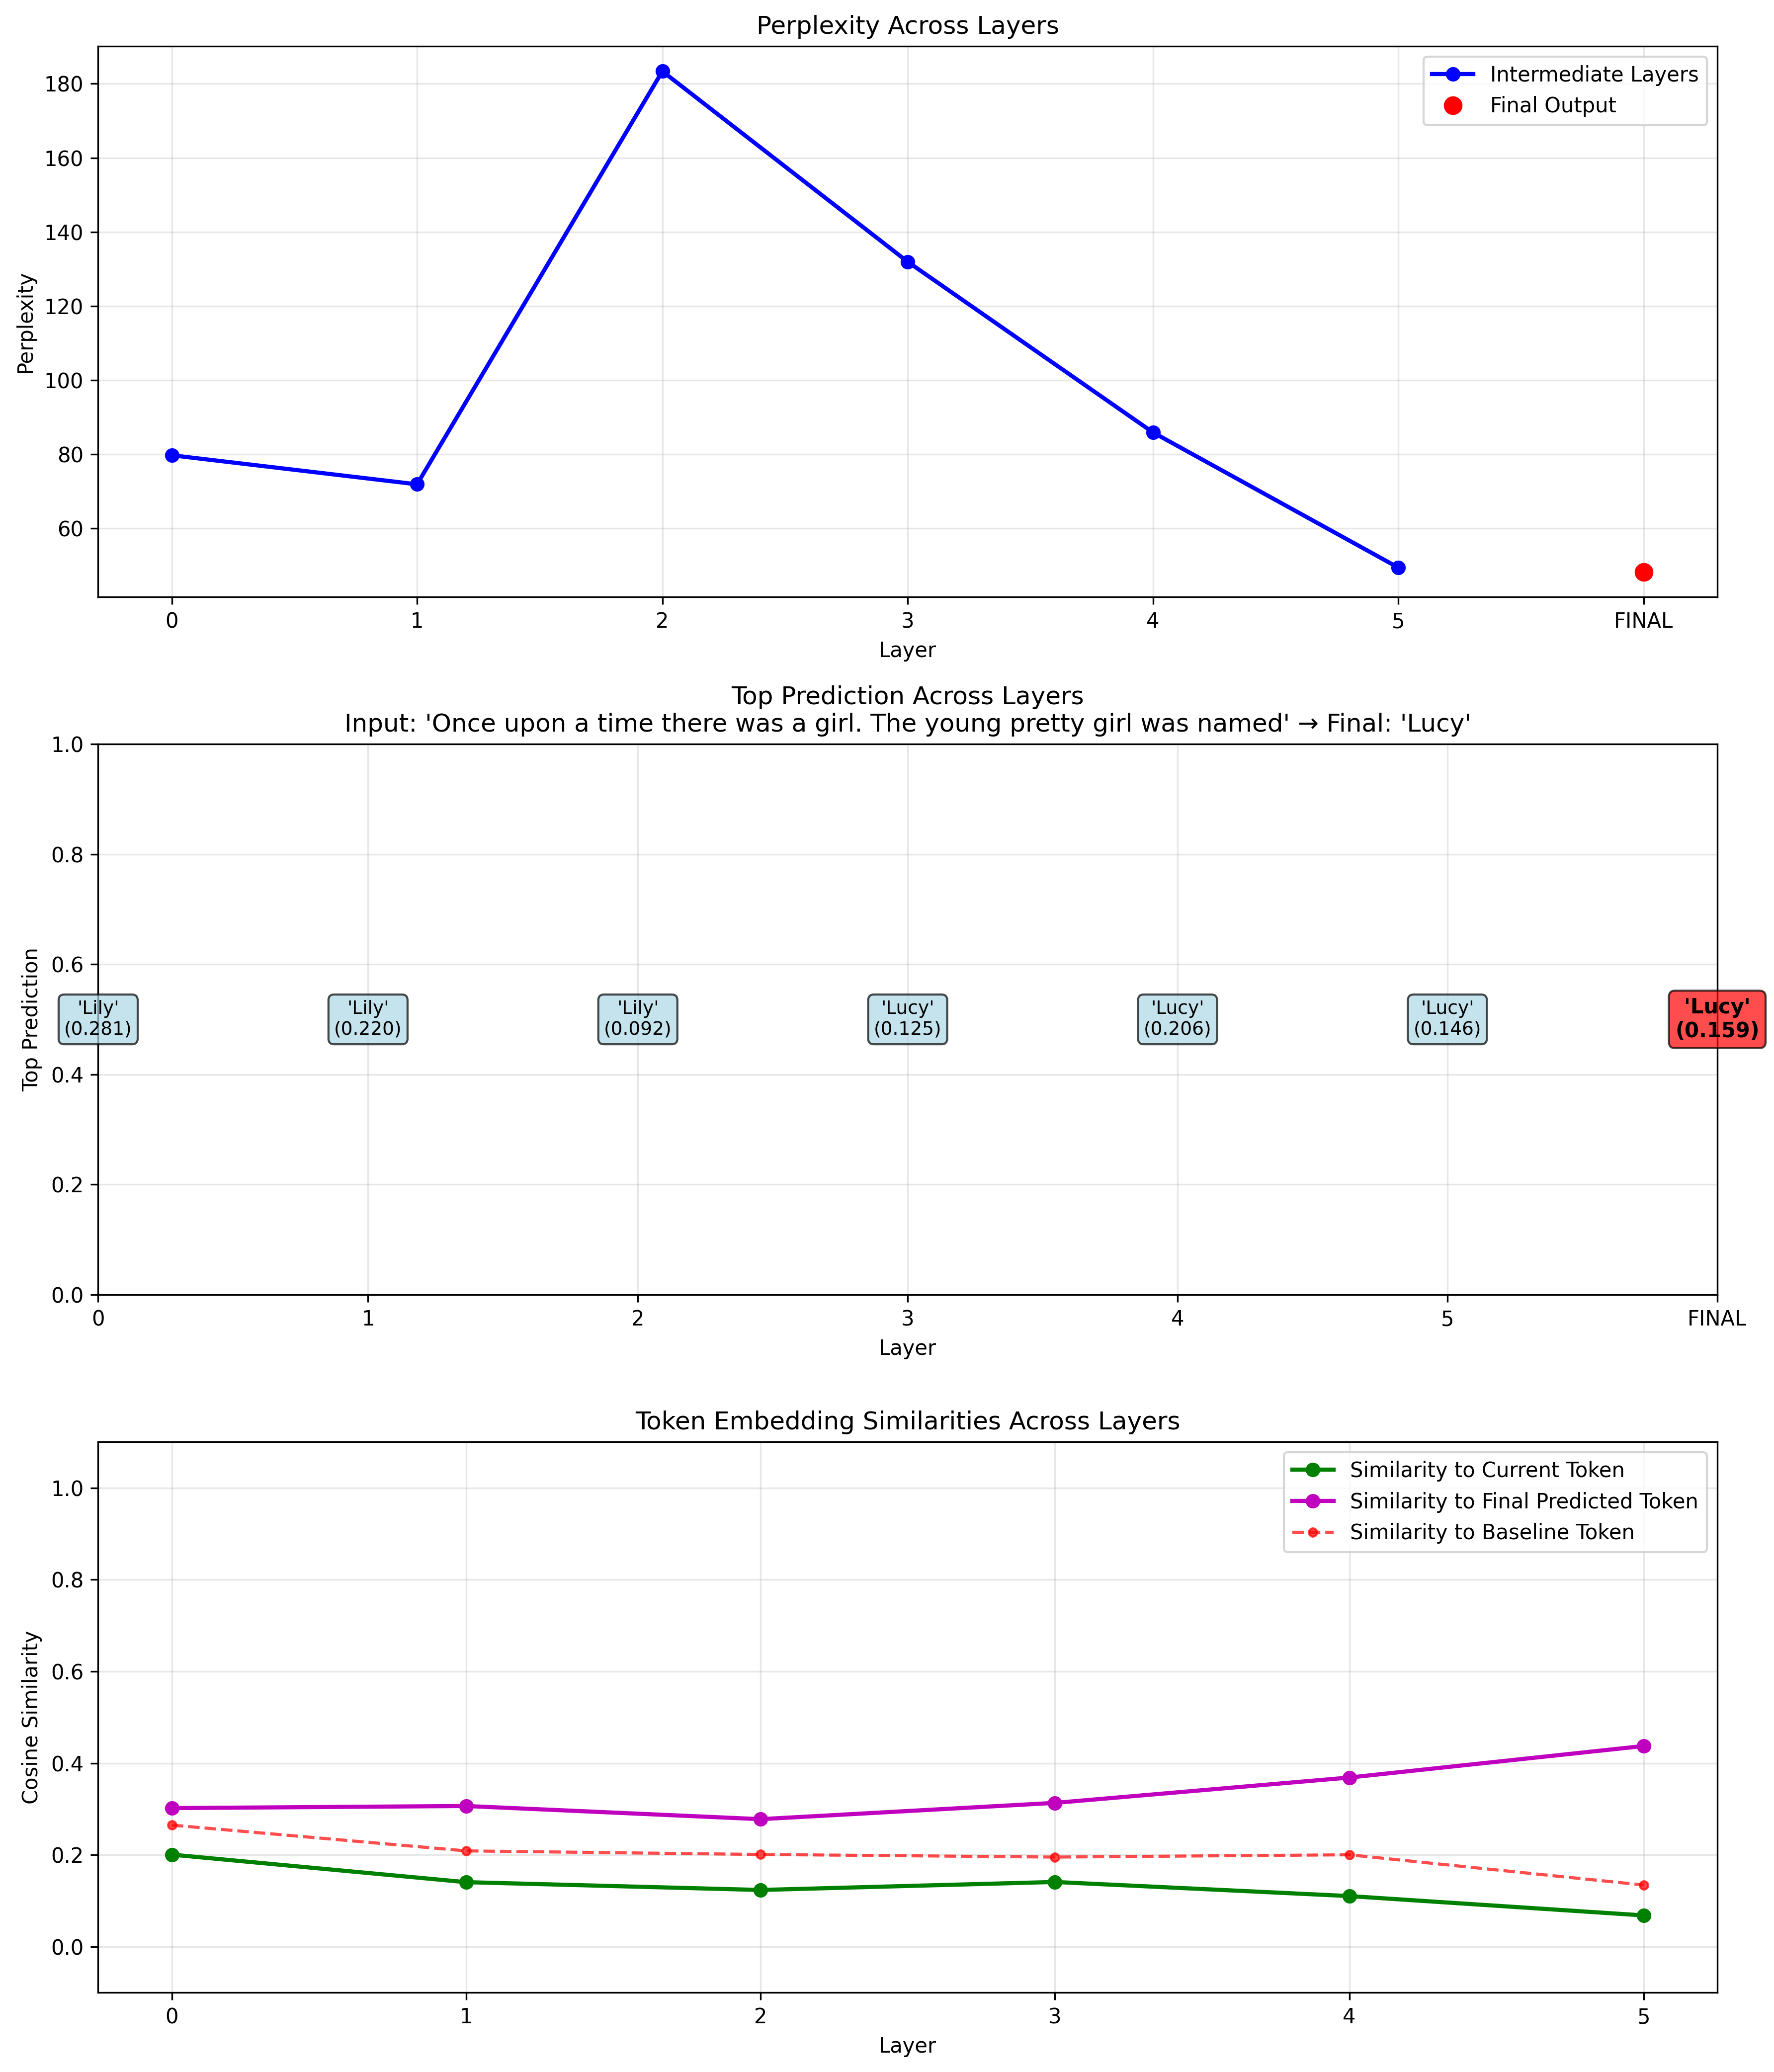 Perplexity Across Layers
Intermediate Layers
Final Output
Perplexity
180
160
140
120
100
80
60
0 1 2 3 4 5 FINAL
Layer
Top Prediction Across Layers
Input: 'Once upon a time there was a girl. The young pretty girl was named' → Final: 'Lucy'
Top Prediction
1.0
0.8
0.6
0.4
0.2
0.0
'Lily' 'Lily' 'Lily' 'Lucy' 'Lucy' 'Lucy' 'Lucy'
(0.281) (0.220) (0.092) (0.125) (0.206) (0.146) (0.159)
0 1 2 3 4 5 FINAL
Layer
Token Embedding Similarities Across Layers
Similarity to Current Token
Similarity to Final Predicted Token
Similarity to Baseline Token
Cosine Similarity
1.0
0.8
0.6
0.4
0.2
0.0
0 1 2 3 4 5
Layer